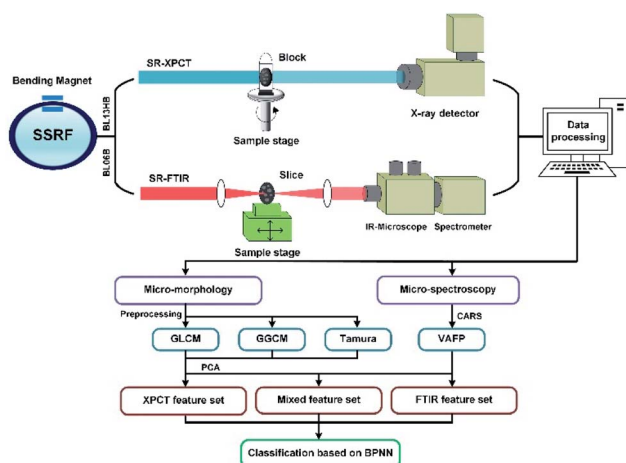 SR-XPCT
Block
Bending Magnet
SSRF
BL13HB
BL06B
Sample stage
X-ray detector
Data
processing
SR-FTIR
Slice
IR-Microscope
Spectrometer
Sample stage
Micro-morphology
Micro-spectroscopy
Preprocessing
CARS
GLCM
GGCM
Tamura
VAFP
PCA
XPCT feature set
Mixed feature set
FTIR feature set
Classification based on BPNN